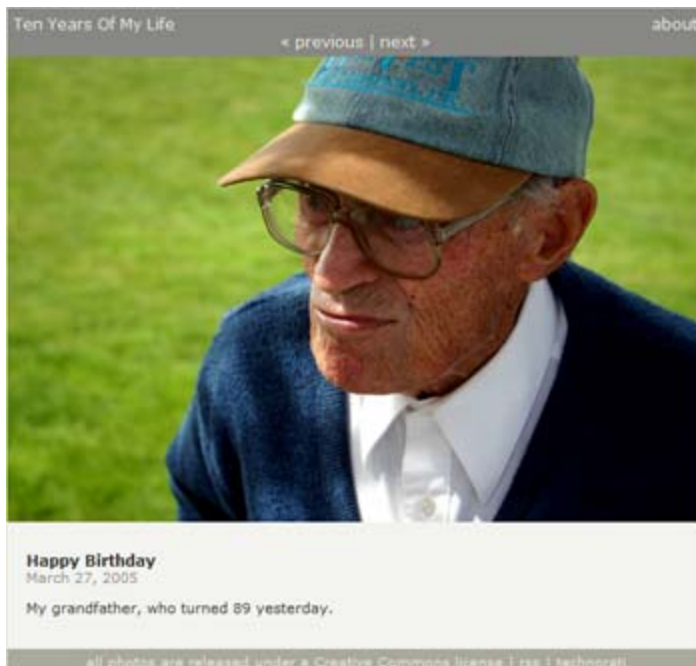 Ten Years Of My Life
about
« previous | next »
Happy Birthday
March 27, 2005
My grandfather, who turned 89 yesterday.
all photos are released under a Creative Commons license | rss | technorati